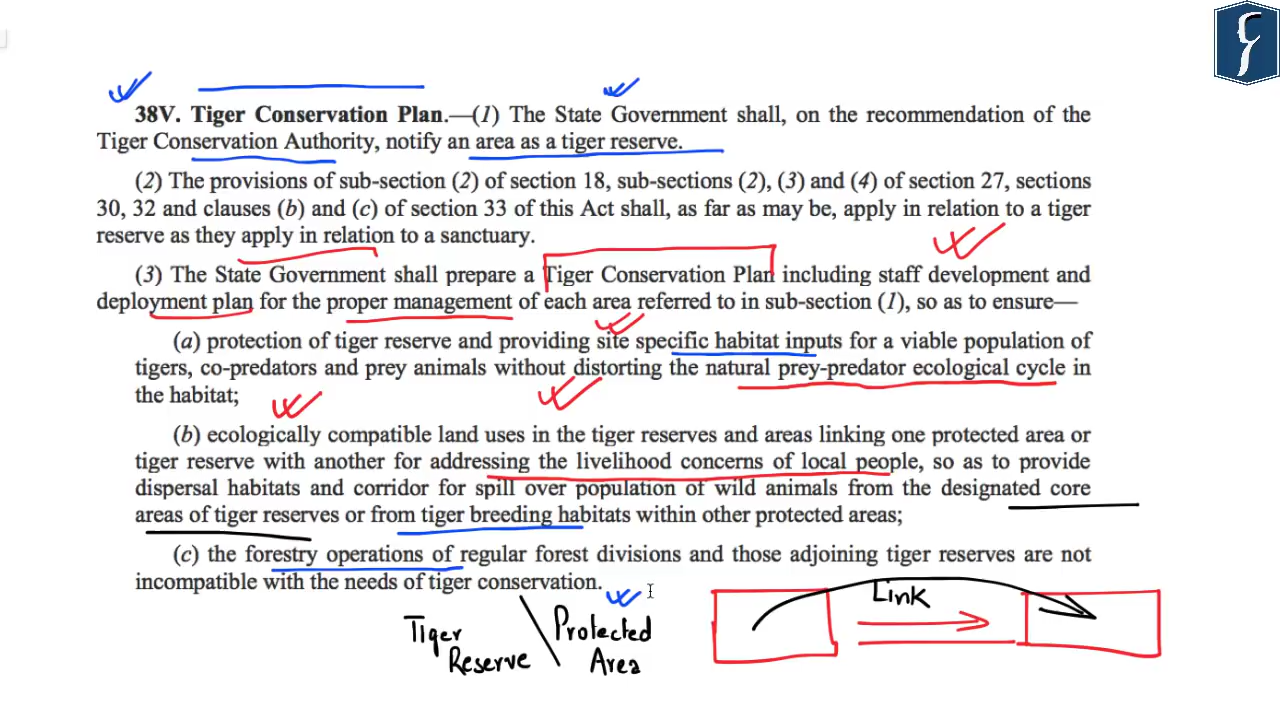 38V. Tiger Conservation Plan.—(1) The State Government shall, on the recommendation of the
Tiger Conservation Authority, notify an area as a tiger reserve.
(2) The provisions of sub-section (2) of section 18, sub-sections (2), (3) and (4) of section 27, sections
30, 32 and clauses (b) and (c) of section 33 of this Act shall, as far as may be, apply in relation to a tiger
reserve as they apply in relation to a sanctuary.
(3) The State Government shall prepare a Tiger Conservation Plan including staff development and
deployment plan for the proper management of each area referred to in sub-section (1), so as to ensure—
(a) protection of tiger reserve and providing site specific habitat inputs for a viable population of
tigers, co-predators and prey animals without distorting the natural prey-predator ecological cycle in
the habitat;
(b) ecologically compatible land uses in the tiger reserves and areas linking one protected area or
tiger reserve with another for addressing the livelihood concerns of local people, so as to provide
dispersal habitats and corridor for spill over population of wild animals from the designated core
areas of tiger reserves or from tiger breeding habitats within other protected areas;
(c) the forestry operations of regular forest divisions and those adjoining tiger reserves are not
incompatible with the needs of tiger conservation.
Tiger
Reserve
Protected
Area
Link